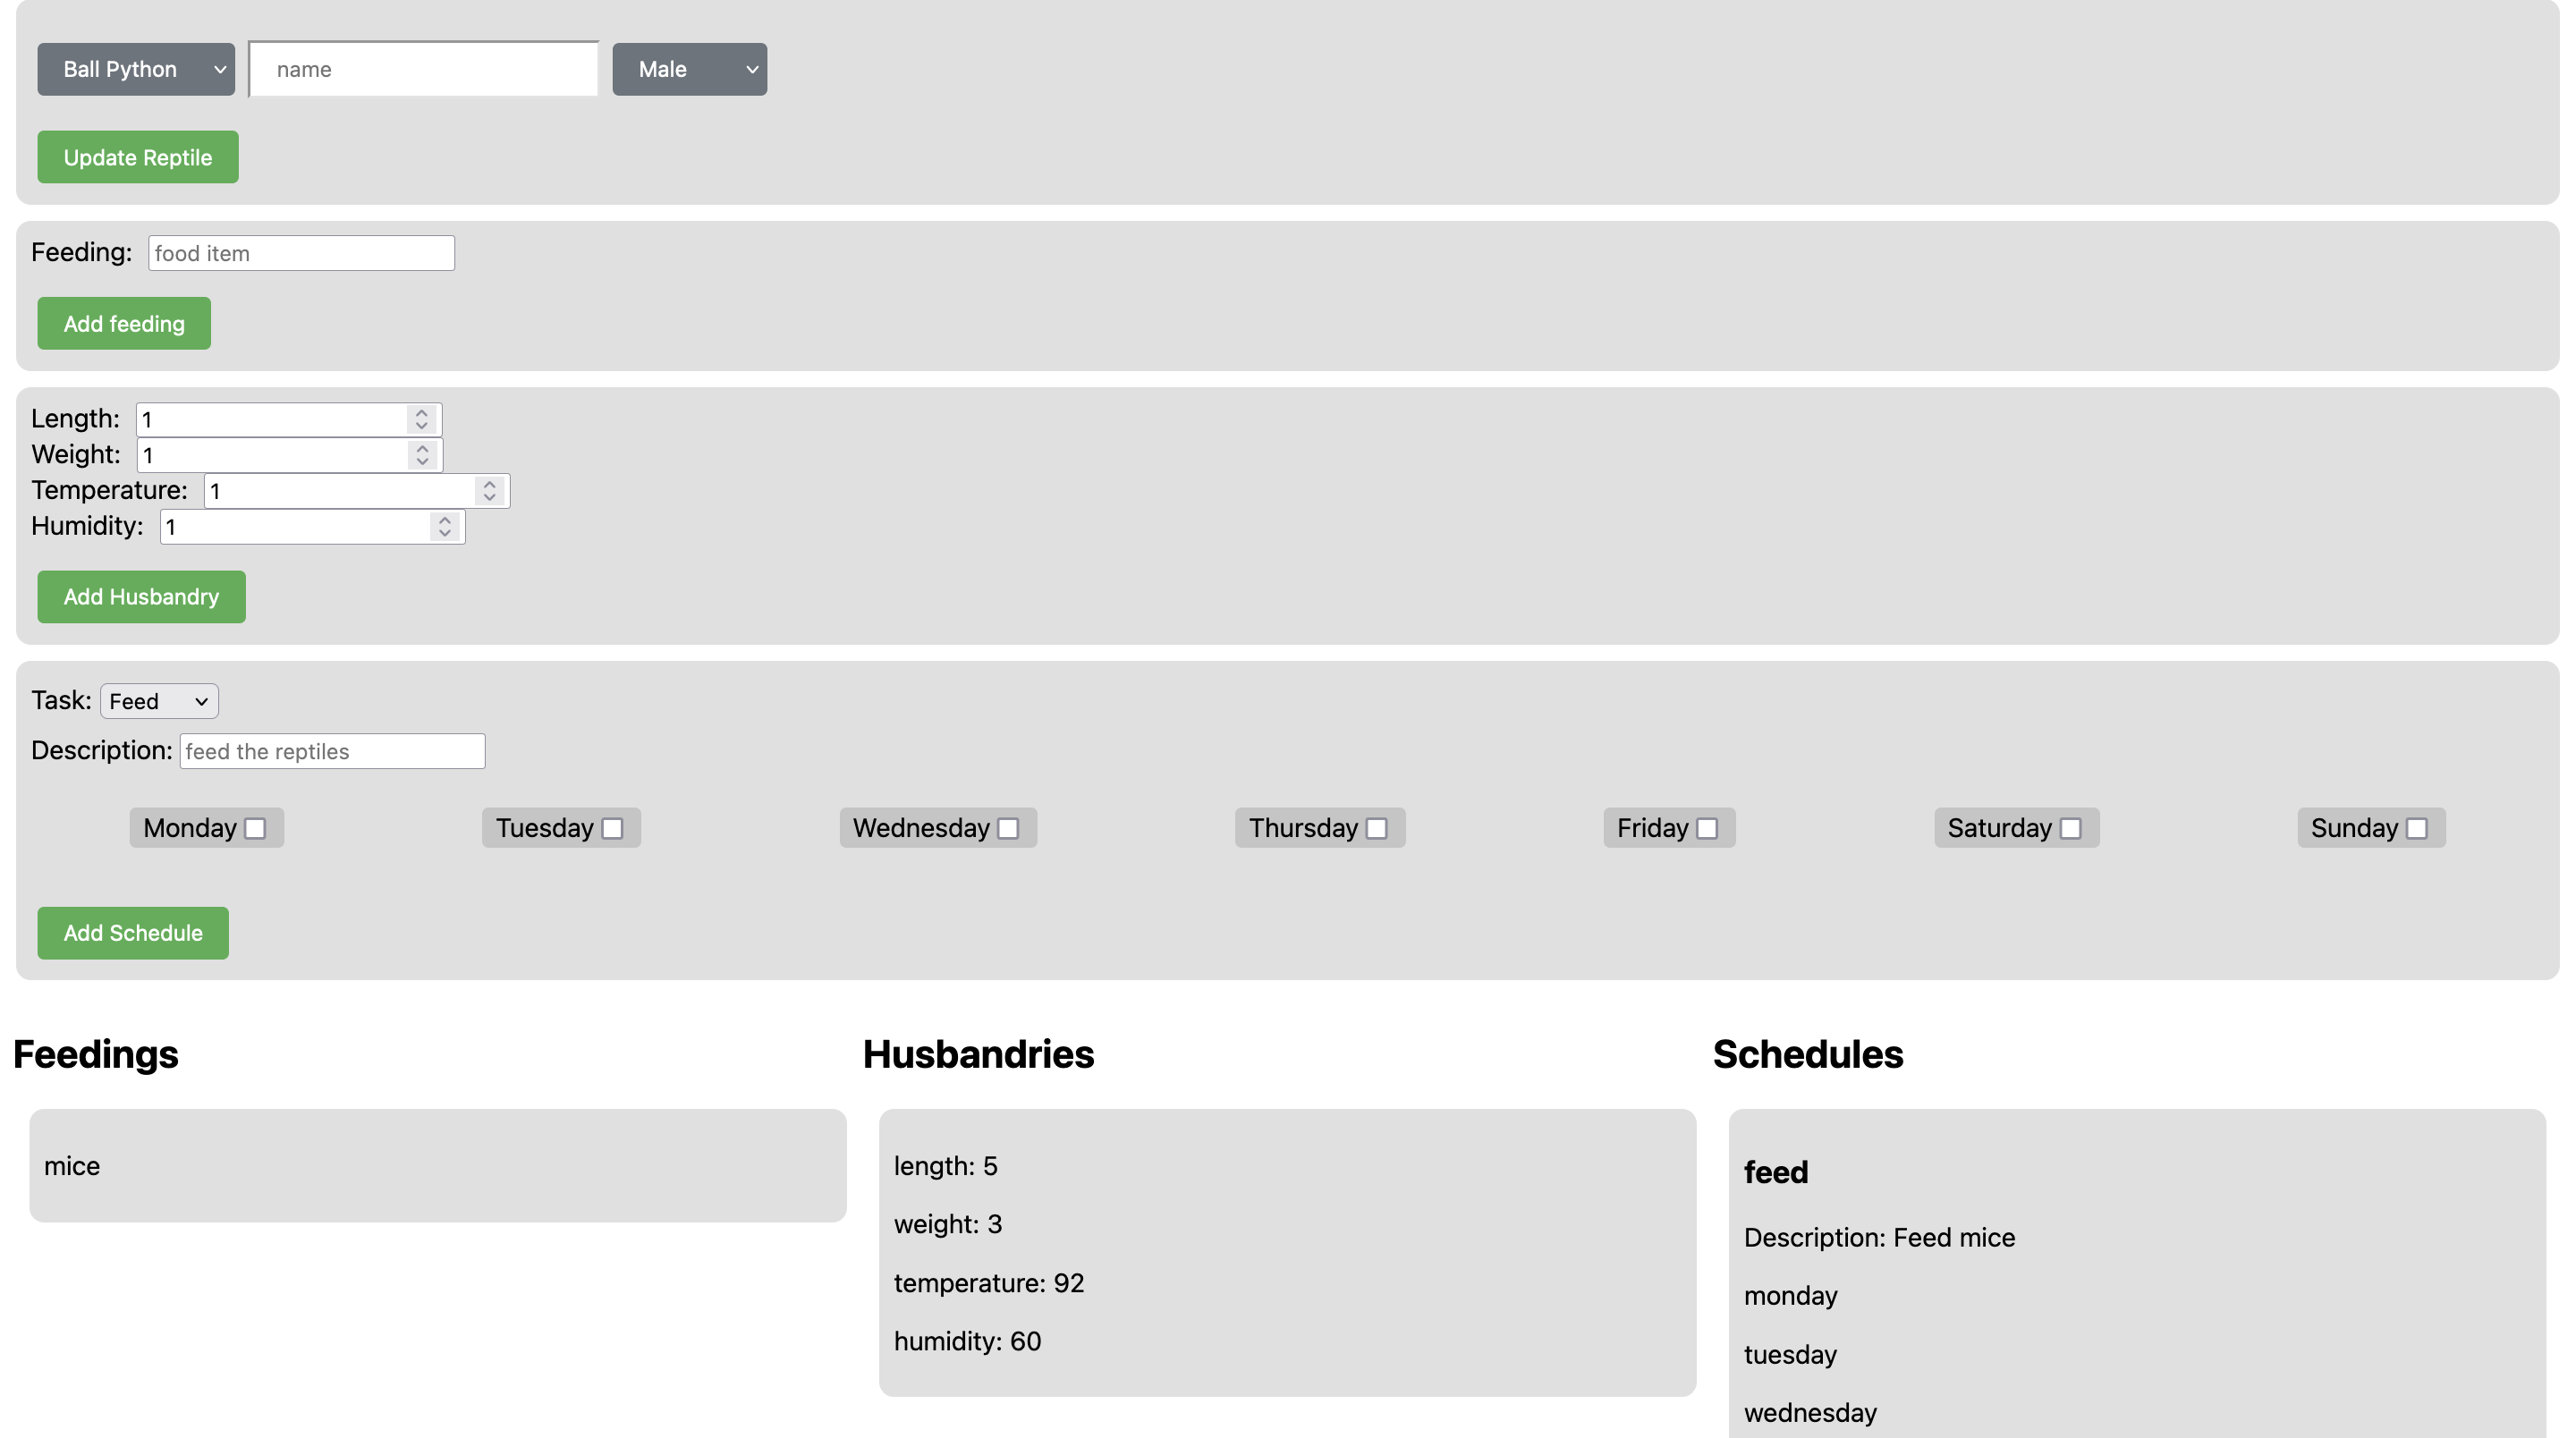 Ball Python name Male
Update Reptile
Feeding: food item
Add feeding
Length: 1
Weight: 1
Temperature: 1
Humidity: 1
Add Husbandry
Task: Feed
Description: feed the reptiles
Monday Tuesday Wednesday Thursday Friday Saturday Sunday
Add Schedule
Feedings
mice
Husbandries
length: 5
weight: 3
temperature: 92
humidity: 60
Schedules
feed
Description: Feed mice
monday
tuesday
wednesday